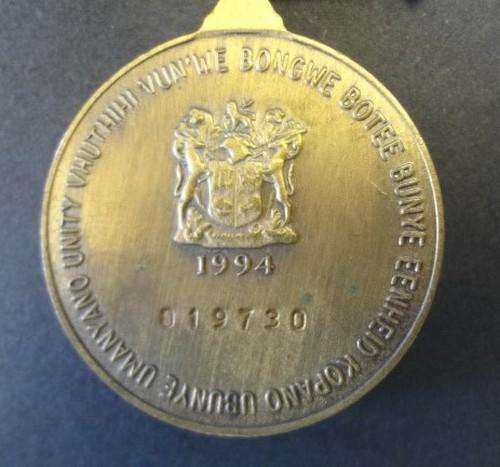 UNITY VHUTHIHI VUN'WE BONGWE BOTEE BUNYE EENHEID KOPANO UBUNYE UMANYANO
1994
019730